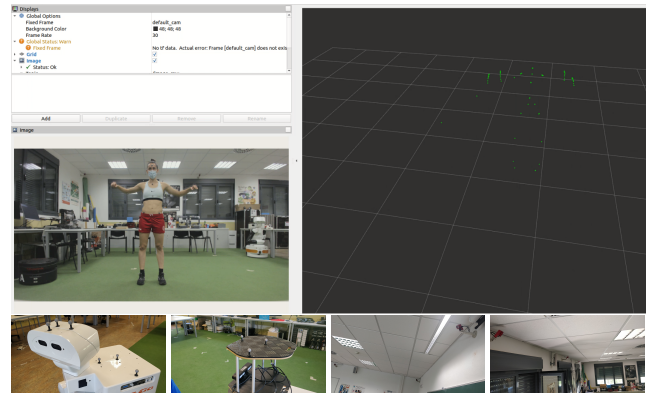 Displays
Global Options
Fixed Frame default_cam
Background Color 48; 48; 48
Frame Rate 30
Global Status: Warn
Fixed Frame No tf data. Actual error: Frame [default_cam] does not exis
Grid
Image
Status: Ok
Add Duplicate Remove Rename
Image